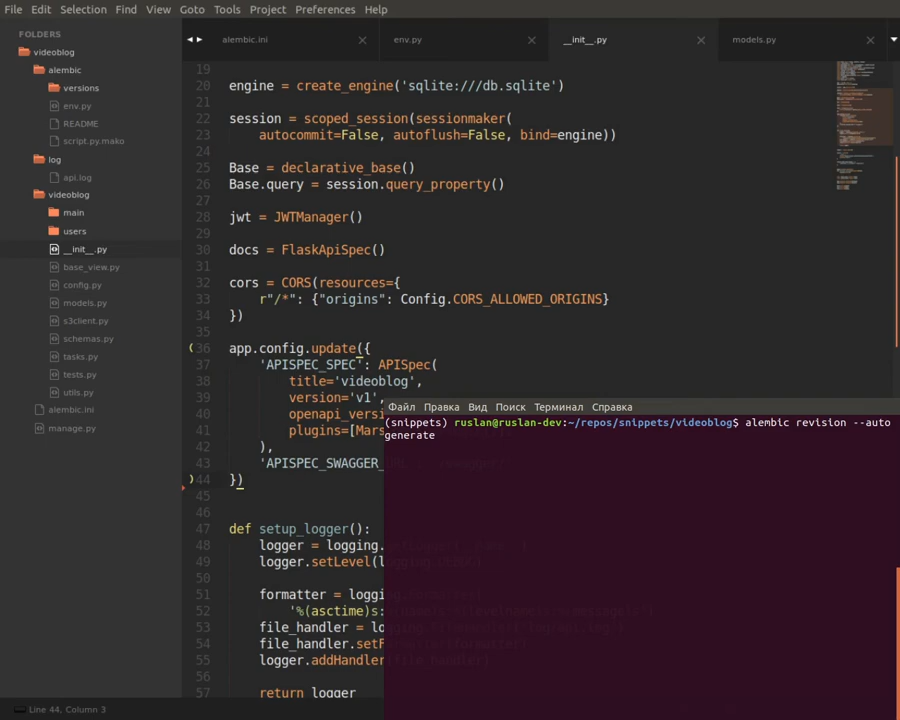 File Edit Selection Find View Goto Tools Project Preferences Help
FOLDERS
videoblog
alembic
versions
env.py
README
script.py.mako
log
api.log
videoblog
main
users
__init__.py
base_view.py
config.py
models.py
s3client.py
schemas.py
tasks.py
tests.py
utils.py
alembic.ini
manage.py
alembic.ini env.py __init__.py models.py
19
20 engine = create_engine('sqlite:///db.sqlite')
21
22 session = scoped_session(sessionmaker(
23 autocommit=False, autoflush=False, bind=engine))
24
25 Base = declarative_base()
26 Base.query = session.query_property()
27
28 jwt = JWTManager()
29
30 docs = FlaskApiSpec()
31
32 cors = CORS(resources={
33 r"/*": {"origins": Config.CORS_ALLOWED_ORIGINS}
34 })
35
36 app.config.update({
37 'APISPEC_SPEC': APISpec(
38 title='videoblog',
39 version='v1',
40 openapi_versi
41 plugins=[Mars
42 ),
43 'APISPEC_SWAGGER_
44 })
45
46
47 def setup_logger():
48 logger = logging.
49 logger.setLevel(l
50
51 formatter = loggi
52 '%(asctime)s:
53 file_handler = lo
54 file_handler.setF
55 logger.addHandler
56
57 return logger
Файл Правка Вид Поиск Терминал Справка
(snippets) ruslan@ruslan-dev:~/repos/snippets/videoblog$ alembic revision --auto
generate
Line 44, Column 3